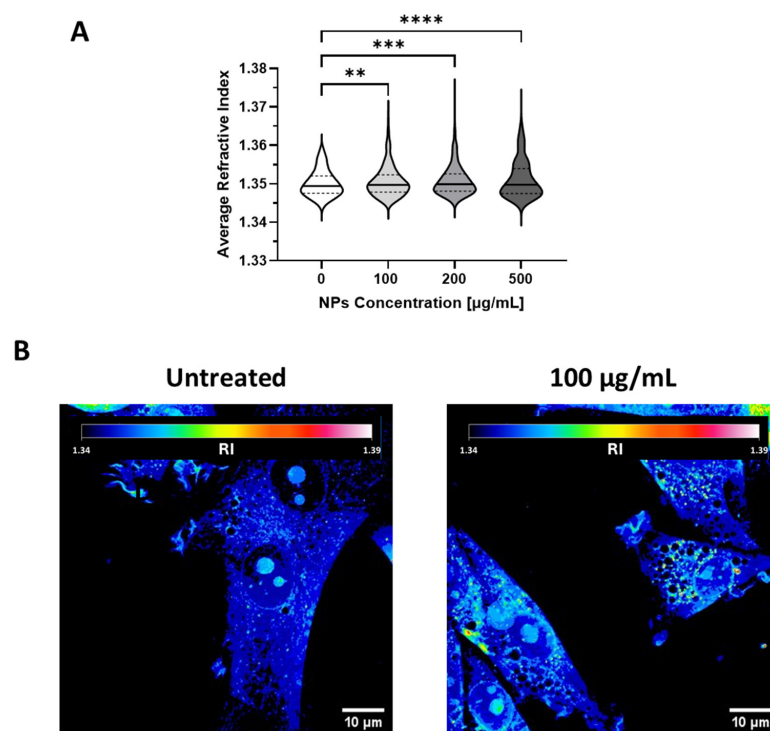 A
****
***
**
1.38
1.37
1.36
1.35
1.34
1.33
Average Refractive Index
0 100 200 500
NPs Concentration [µg/mL]
B
Untreated 100 µg/mL
1.34 RI 1.39 1.34 RI 1.39
10 µm 10 µm